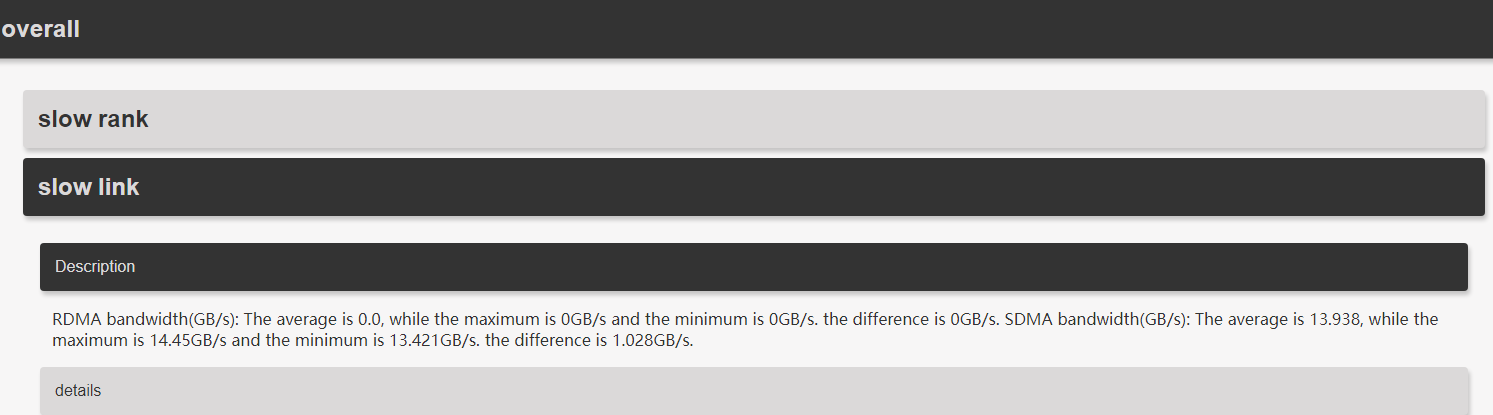 overall
slow rank
slow link
Description
RDMA bandwidth(GB/s): The average is 0.0, while the maximum is 0GB/s and the minimum is 0GB/s. the difference is 0GB/s. SDMA bandwidth(GB/s): The average is 13.938, while the
maximum is 14.45GB/s and the minimum is 13.421GB/s. the difference is 1.028GB/s.
details